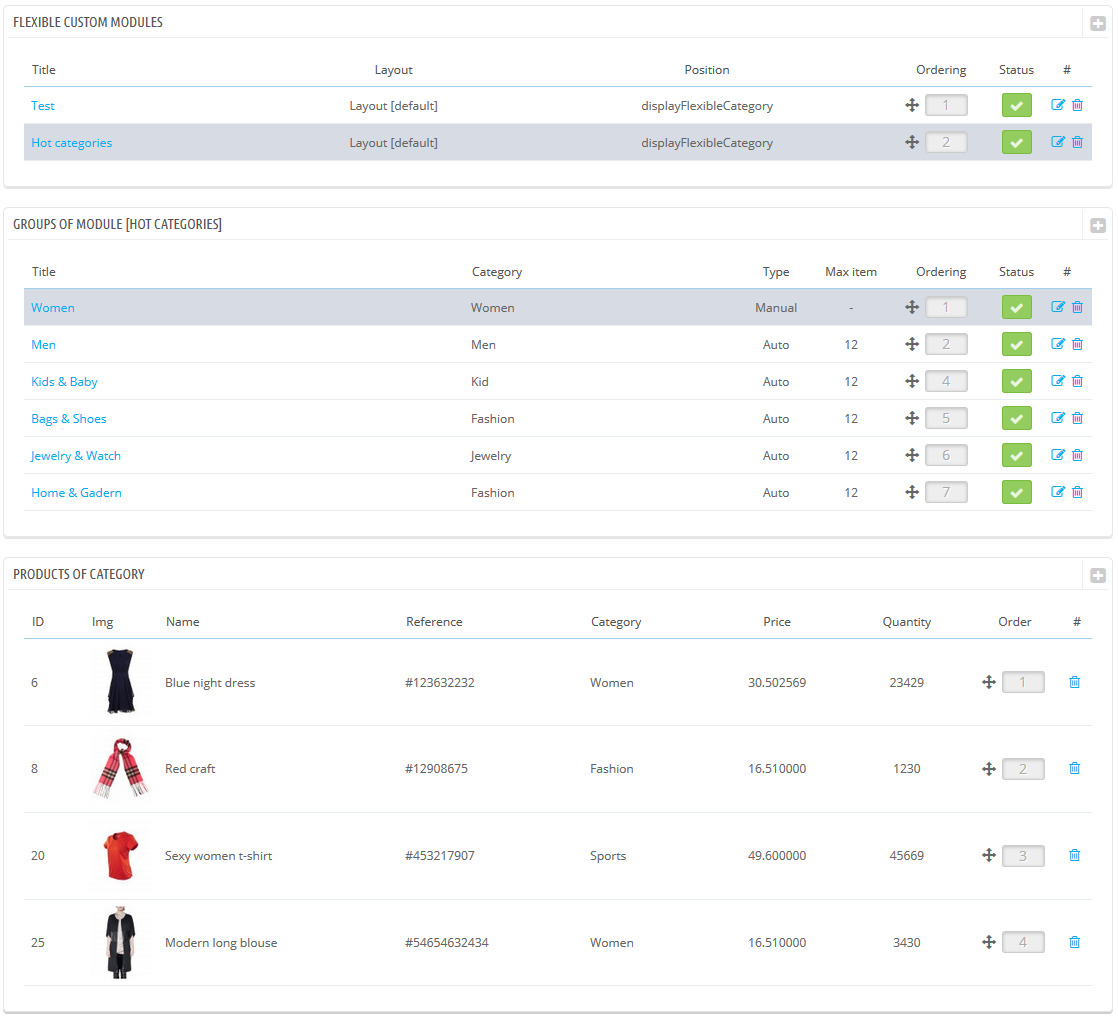 FLEXIBLE CUSTOM MODULES
Title Layout Position Ordering Status #
Test Layout [default] displayFlexibleCategory 1
Hot categories Layout [default] displayFlexibleCategory 2
GROUPS OF MODULE [HOT CATEGORIES]
Title Category Type Max item Ordering Status #
Women Women Manual - 1
Men Men Auto 12 2
Kids & Baby Kid Auto 12 4
Bags & Shoes Fashion Auto 12 5
Jewelry & Watch Jewelry Auto 12 6
Home & Gadern Fashion Auto 12 7
PRODUCTS OF CATEGORY
ID Img Name Reference Category Price Quantity Order #
6 Blue night dress #123632232 Women 30.502569 23429 1
8 Red craft #12908675 Fashion 16.510000 1230 2
20 Sexy women t-shirt #453217907 Sports 49.600000 45669 3
25 Modern long blouse #54654632434 Women 16.510000 3430 4